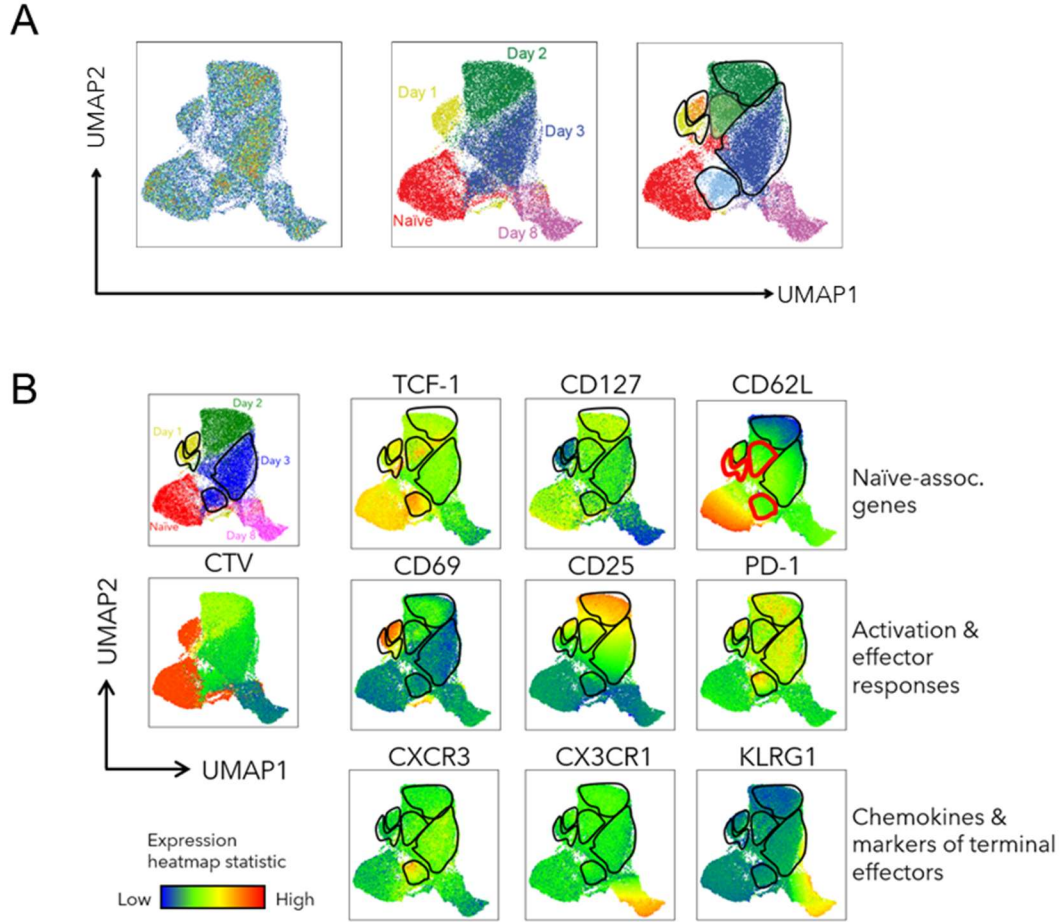 A
UMAP2
Day 2
Day 1
Day 3
Naïve
Day 8
UMAP1
B
TCF-1
CD127
CD62L
Day 2
Day 1
Day 3
Naïve
Day 8
Naïve-assoc.
genes
CTV
CD69
CD25
PD-1
UMAP2
Activation &
effector
responses
UMAP1
CXCR3
CX3CR1
KLRG1
Expression
heatmap statistic
Low
High
Chemokines &
markers of terminal
effectors